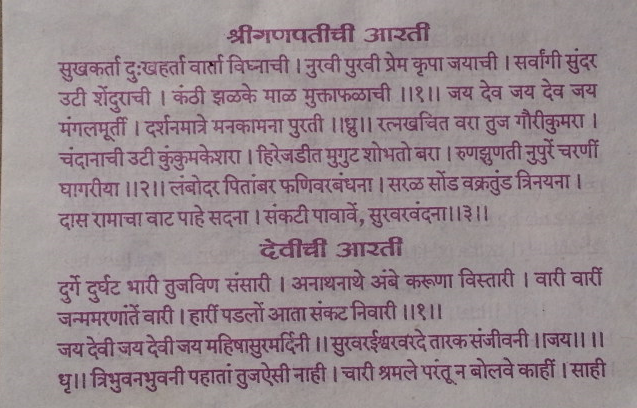 श्रीगणपतीची आरती
सुखकर्ता दुःखहर्ता वार्ता विघ्नाची । नुरवी पुरवी प्रेम कृपा जयाची । सर्वांगी सुंदर
उटी शेंदुराची । कंठी झळके माळ मुक्ताफळाची ।।१।। जय देव जय देव जय
मंगलमूर्ती । दर्शनमात्रे मनकामना पुरती ।।धु।। रत्नखचित वरा तुज गौरीकुमरा ।
चंदानाची उटी कुंकुमकेशरा । हिरेजडीत मुगुट शोभतो बरा । रुणझुणती नुपुरें चरणीं
घागरीया ।।२।। लंबोदर पितांबर फणिवरबंधना । सरळ सोंड वक्रतुंड त्रिनयना ।
दास रामाचा वाट पाहे सदना । संकटी पावावें, सुरवरवंदना।।३।।
देवीची आरती
दुर्गे दुर्घट भारी तुजविण संसारी । अनाथनाथे अंबे करूणा विस्तारी । वारी वारीं
जन्ममरणांतें वारी । हारीं पडलों आता संकट निवारी ।।१।।
जय देवी जय देवी जय महिषासुरमर्दिनी ।। सुरवरईश्वरवरदे तारक संजीवनी ।।जय।। ।।
धृ।। त्रिभुवनभुवनी पहातां तुजऐसी नाही । चारी श्रमले परंतू न बोलवे काहीं । साही